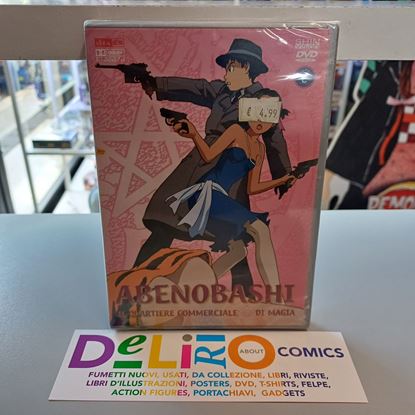 SHIN
DVD
€ 4.99
ABENOBASHI
QUARTIERE COMMERCIALE DI MAGIA
DELIRIO
ABOUT
COMICS
FUMETTI NUOVI, USATI, DA COLLEZIONE, LIBRI, RIVISTE,
LIBRI D'ILLUSTRAZIONI, POSTERS, DVD, T-SHIRTS, FELPE,
ACTION FIGURES, PORTACHIAVI, GADGETS